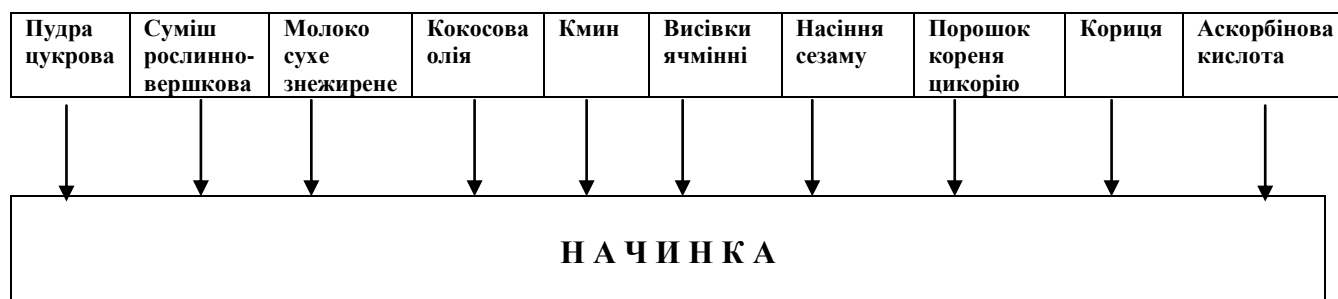 Пудра
цукрова
Суміш
рослинно-
вершкова
Молоко
сухе
знежирене
Кокосова
олія
Кмин
Висівки
ячмінні
Насіння
сезаму
Порошок
кореня
цикорію
Кориця
Аскорбінова
кислота
Н А Ч И Н К А